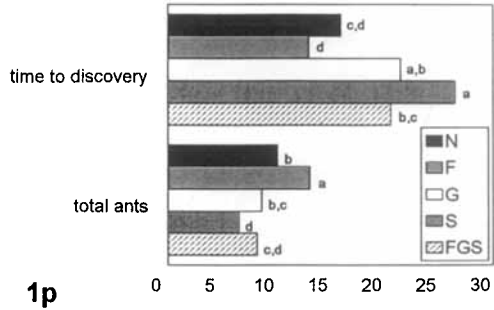 c,d
d
time to discovery
a,b
a
b,c
N
b
F
a
total ants
b,c
G
d
S
c,d
FGS
1p
0 5 10 15 20 25 30